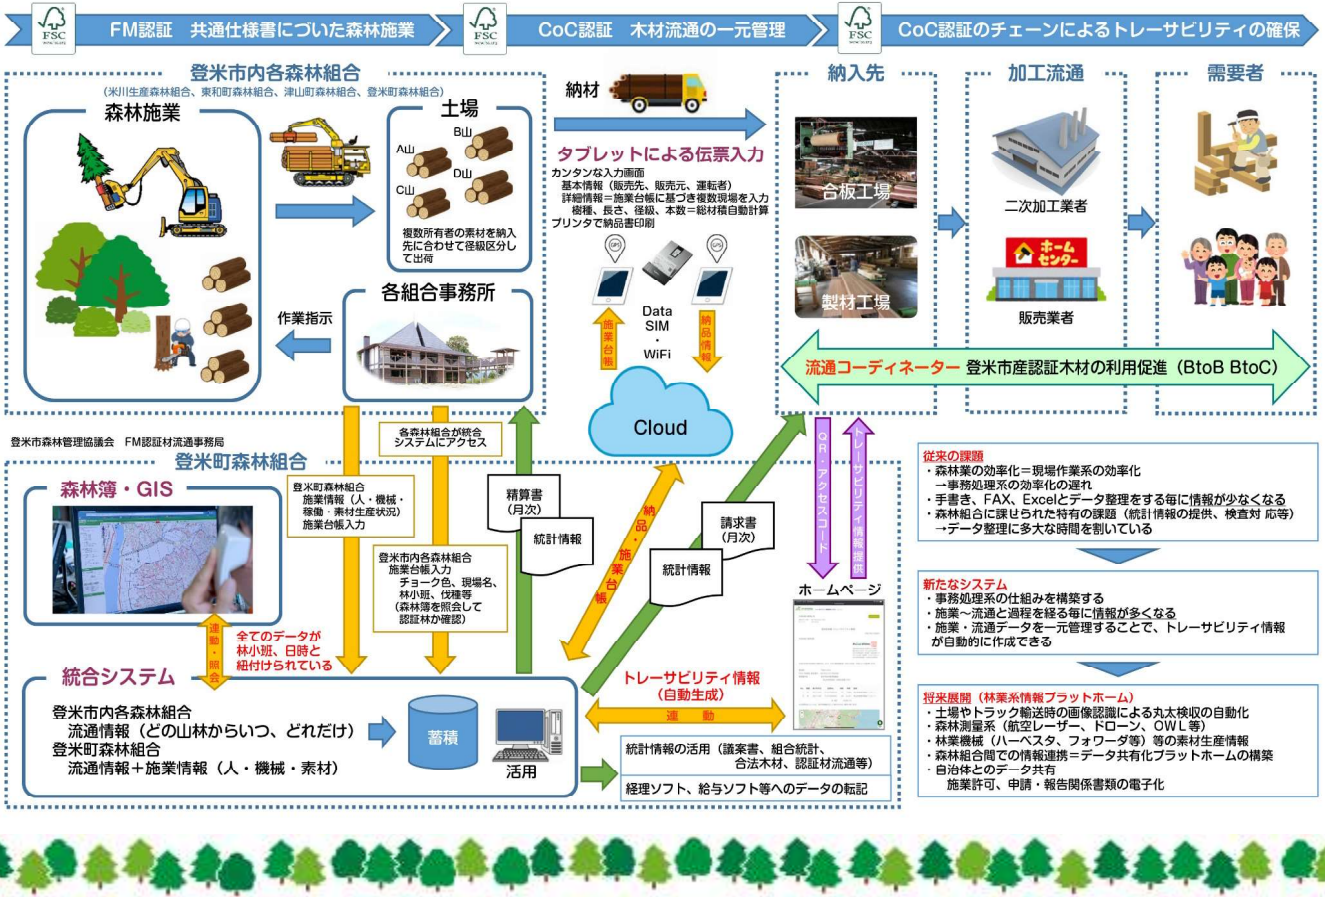 FSC
FM認証　共通仕様書にづいた森林施業
FSC
CoC認証　木材流通の一元管理
FSC
CoC認証のチェーンによるトレーサビリティの確保
登米市内各森林組合
（米川生産森林組合、東和町森林組合、津山町森林組合、登米町森林組合）
森林施業
土場
A山
B山
C山
D山
複数所有者の素材を納入
先に合わせて径級区分し
て出荷
作業指示
各組合事務所
納材
タブレットによる伝票入力
カンタンな入力画面
基本情報（販売先、販売元、運転者）
詳細情報＝施業台帳に基づき複数現場を入力
樹種、長さ、径級、本数＝総材積自動計算
プリンタで納品書印刷
GPS
GPS
施業台帳
Data
SIM
・
WiFi
納品情報
Cloud
納入先
合板工場
製材工場
加工流通
二次加工業者
ホーム
センター
販売業者
需要者
流通コーディネーター 登米市産認証木材の利用促進（BtoB BtoC）
登米市森林管理協議会　FM認証材流通事務局
登米町森林組合
森林簿・GIS
連動・照会
全てのデータが
林小班、日時と
紐付けられている
登米町森林組合
施業情報（人・機械・
稼働・素材生産状況）
施業台帳入力
各森林組合が統合
システムにアクセス
登米市内各森林組合
施業台帳入力
チョーク色、現場名、
林小班、伐種等
（森林簿を照会して
認証林か確認）
精算書
（月次）
統計情報
納品・施業台帳
請求書
（月次）
統計情報
QR・アクセスコード
トレーサビリティ情報提供
ホームページ
統合システム
登米市内各森林組合
流通情報（どの山林からいつ、どれだけ）
登米町森林組合
流通情報＋施業情報（人・機械・素材）
蓄積
活用
トレーサビリティ情報
（自動生成）
連動
統計情報の活用（議案書、組合統計、
合法木材、認証材流通等）
経理ソフト、給与ソフト等へのデータの転記
従来の課題
・森林業の効率化＝現場作業系の効率化
→事務処理系の効率化の遅れ
・手書き、FAX、Excelとデータ整理をする毎に情報が少なくなる
・森林組合に課せられた特有の課題（統計情報の提供、検査対 応等）
→データ整理に多大な時間を割いている
新たなシステム
・事務処理系の仕組みを構築する
・施業～流通と過程を経る毎に情報が多くなる
・施業・流通データを一元管理することで、トレーサビリティ情報
が自動的に作成できる
将来展開（林業系情報プラットホーム）
・土場やトラック輸送時の画像認識による丸太検収の自動化
・森林測量系（航空レーザー、ドローン、OWL等）
・林業機械（ハーベスタ、フォワーダ等）等の素材生産情報
・森林組合間での情報連携＝データ共有化プラットホームの構築
・自治体とのデータ共有
施業許可、申請・報告関係書類の電子化